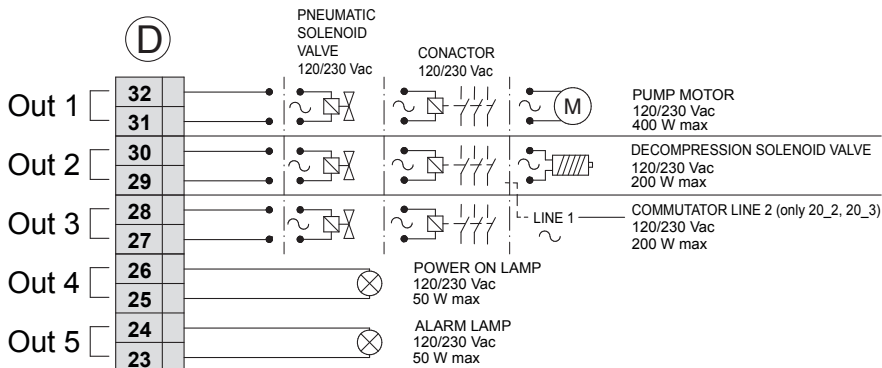 D
PNEUMATIC
SOLENOID
VALVE
120/230 Vac
CONACTOR
120/230 Vac
Out 1
32
31
M
PUMP MOTOR
120/230 Vac
400 W max
Out 2
30
29
DECOMPRESSION SOLENOID VALVE
120/230 Vac
200 W max
Out 3
28
27
LINE 1
COMMUTATOR LINE 2 (only 20_2, 20_3)
120/230 Vac
200 W max
Out 4
26
25
POWER ON LAMP
120/230 Vac
50 W max
Out 5
24
23
ALARM LAMP
120/230 Vac
50 W max